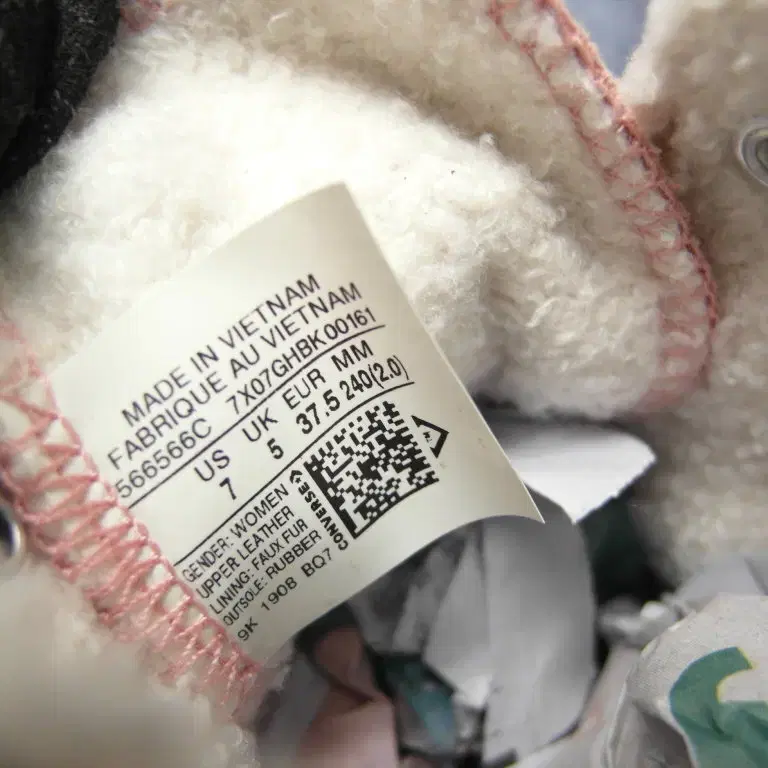 MADE IN VIETNAM
FABRIQUE AU VIETNAM
566566C 7X07GHBK00161
US UK EUR MM
7 5 37.5 240(2.0)
GENDER: WOMEN
UPPER: LEATHER
LINING: FAUX FUR
OUTSOLE: RUBBER
9K 1908 BQ7
CONVERSE